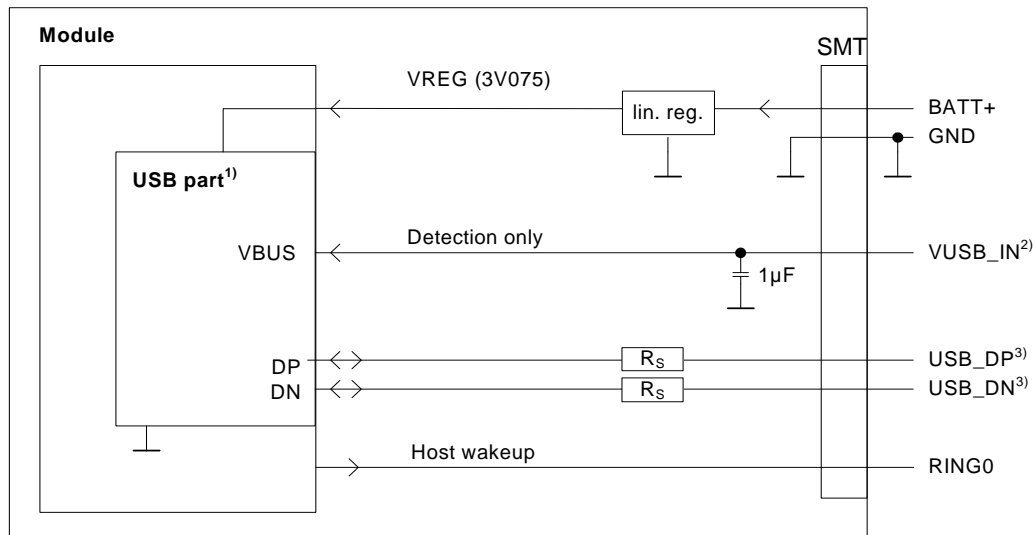 Module
SMT
VREG (3V075)
lin. reg.
BATT+
GND
USB part1)
VBUS
Detection only
VUSB_IN2)
1µF
DP
RS
USB_DP3)
DN
RS
USB_DN3)
Host wakeup
RING0